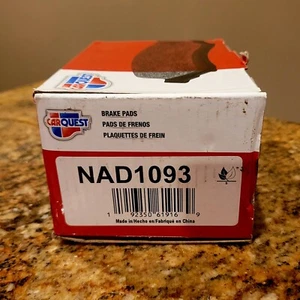 CARQUEST
BRAKE PADS
PADS DE FRENOS
PLAQUETTES DE FREIN
NAD1093
1 92350 61916 9
Made in/Hecho en/Fabriqué en China